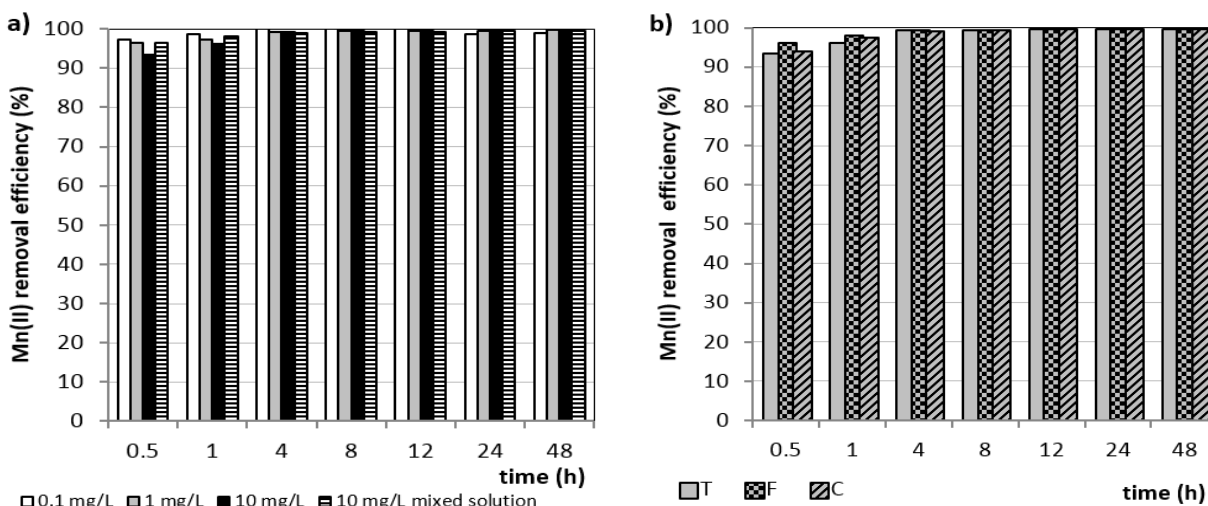 a)
Mn(II) removal efficiency (%)
100
90
80
70
60
50
40
30
20
10
0
0.5 1 4 8 12 24 48
time (h)
0.1 mg/L 1 mg/L 10 mg/L 10 mg/L mixed solution
b)
Mn(II) removal efficiency (%)
100
90
80
70
60
50
40
30
20
10
0
0.5 1 4 8 12 24 48
T F C
time (h)